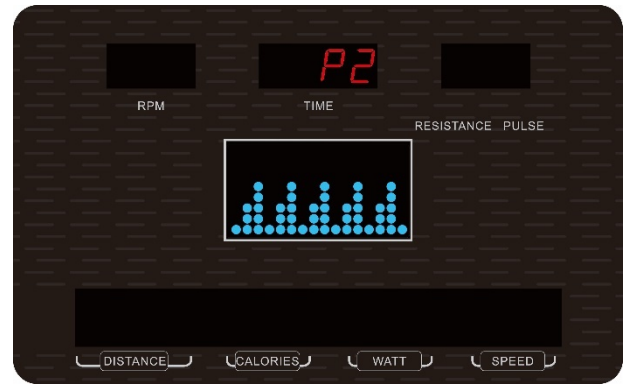 P2
RPM
TIME
RESISTANCE PULSE
DISTANCE
CALORIES
WATT
SPEED